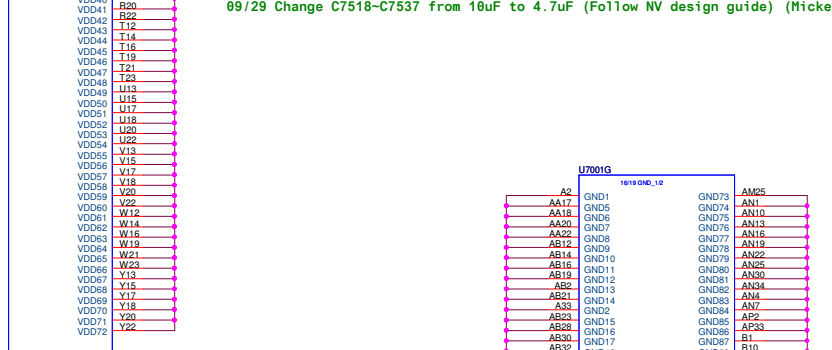 09/29 Change C7518~C7537 from 10uF to 4.7uF (Follow NV design guide) (Micke
VDD41 R20
VDD42 R22
VDD43 T12
VDD44 T14
VDD45 T16
VDD46 T19
VDD47 T21
VDD48 T23
VDD49 U13
VDD50 U15
VDD51 U17
VDD52 U18
VDD53 U20
VDD54 U22
VDD55 V13
VDD56 V15
VDD57 V17
VDD58 V18
VDD59 V20
VDD60 V22
VDD61 W12
VDD62 W14
VDD63 W16
VDD64 W19
VDD65 W21
VDD66 W23
VDD67 Y13
VDD68 Y15
VDD69 Y17
VDD70 Y18
VDD71 Y20
VDD72 Y22
U7001G
16/19 GND_1/2
A2 GND1 GND73 AM25
AA17 GND5 GND74 AN1
AA18 GND6 GND75 AN10
AA20 GND7 GND76 AN13
AA22 GND8 GND77 AN16
AB12 GND9 GND78 AN19
AB14 GND10 GND79 AN22
AB16 GND11 GND80 AN25
AB19 GND12 GND81 AN30
AB2 GND13 GND82 AN34
AB21 GND14 GND83 AN4
A33 GND2 GND84 AN7
AB23 GND15 GND85 AP2
AB28 GND16 GND86 AP33
AB30 GND17 GND87 B1
AB32 B10